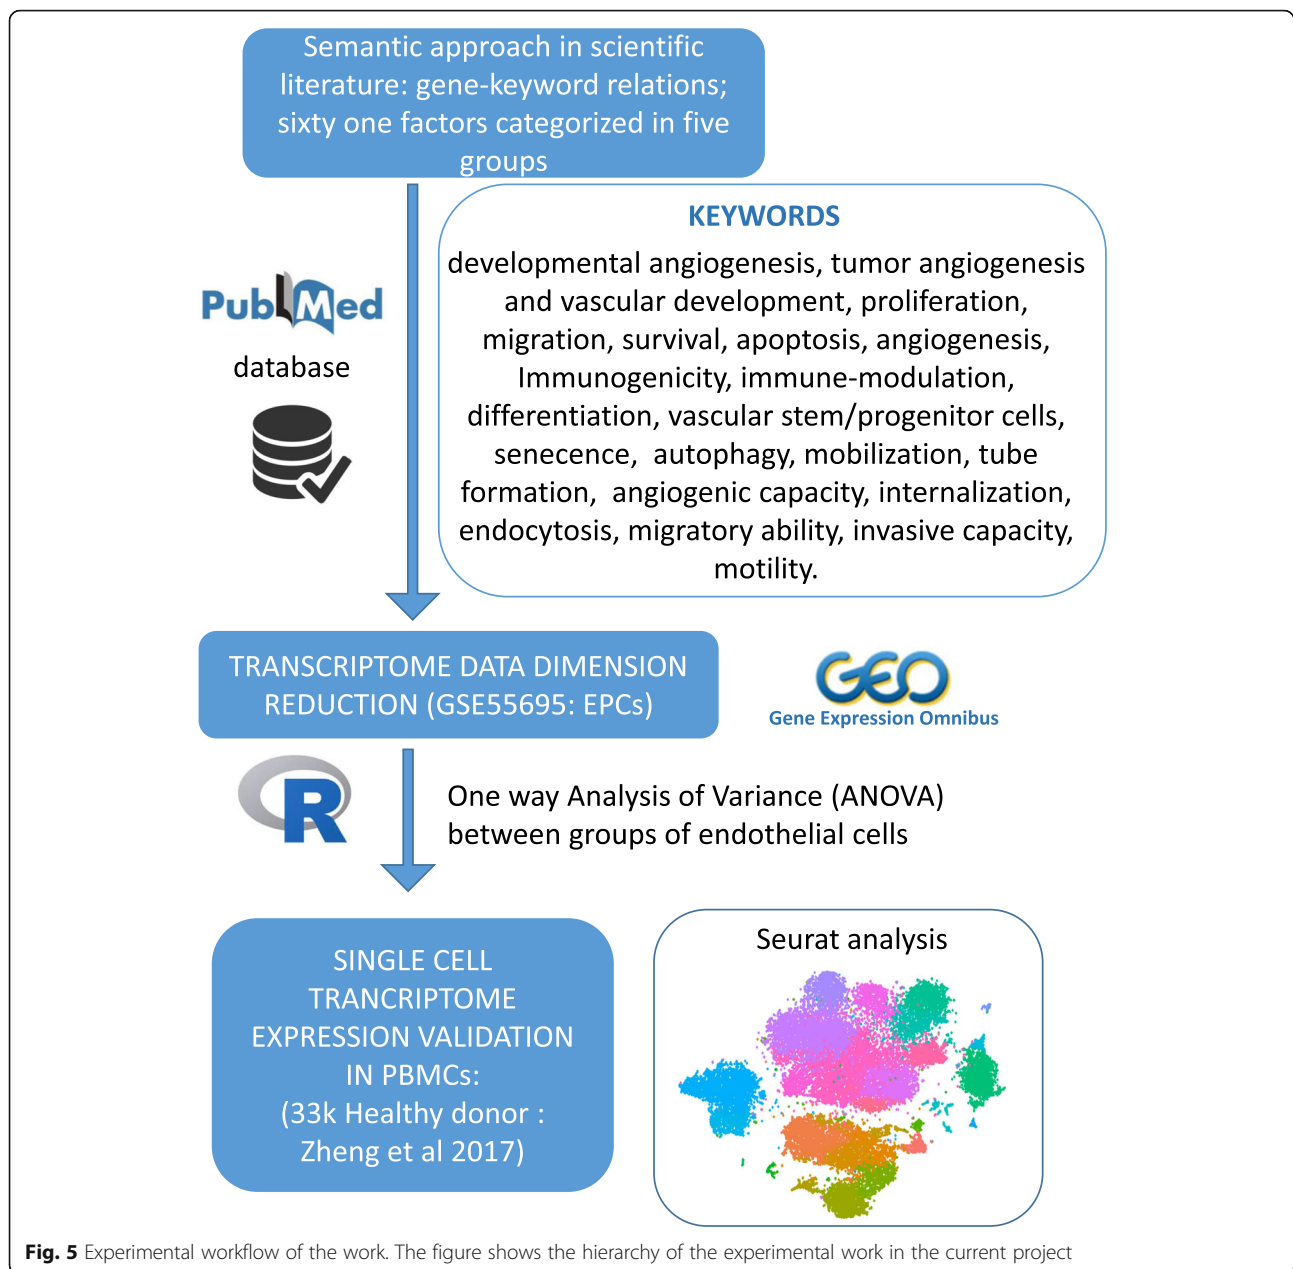 Semantic approach in scientific
literature: gene-keyword relations;
sixty one factors categorized in five
groups
KEYWORDS
developmental angiogenesis, tumor angiogenesis
and vascular development, proliferation,
migration, survival, apoptosis, angiogenesis,
Immunogenicity, immune-modulation,
differentiation, vascular stem/progenitor cells,
senecence, autophagy, mobilization, tube
formation, angiogenic capacity, internalization,
endocytosis, migratory ability, invasive capacity,
motility.
PubMed
database
TRANSCRIPTOME DATA DIMENSION
REDUCTION (GSE55695: EPCs)
GEO
Gene Expression Omnibus
R
One way Analysis of Variance (ANOVA)
between groups of endothelial cells
SINGLE CELL
TRANCRIPTOME
EXPRESSION VALIDATION
IN PBMCs:
(33k Healthy donor :
Zheng et al 2017)
Seurat analysis
Fig. 5 Experimental workflow of the work. The figure shows the hierarchy of the experimental work in the current project